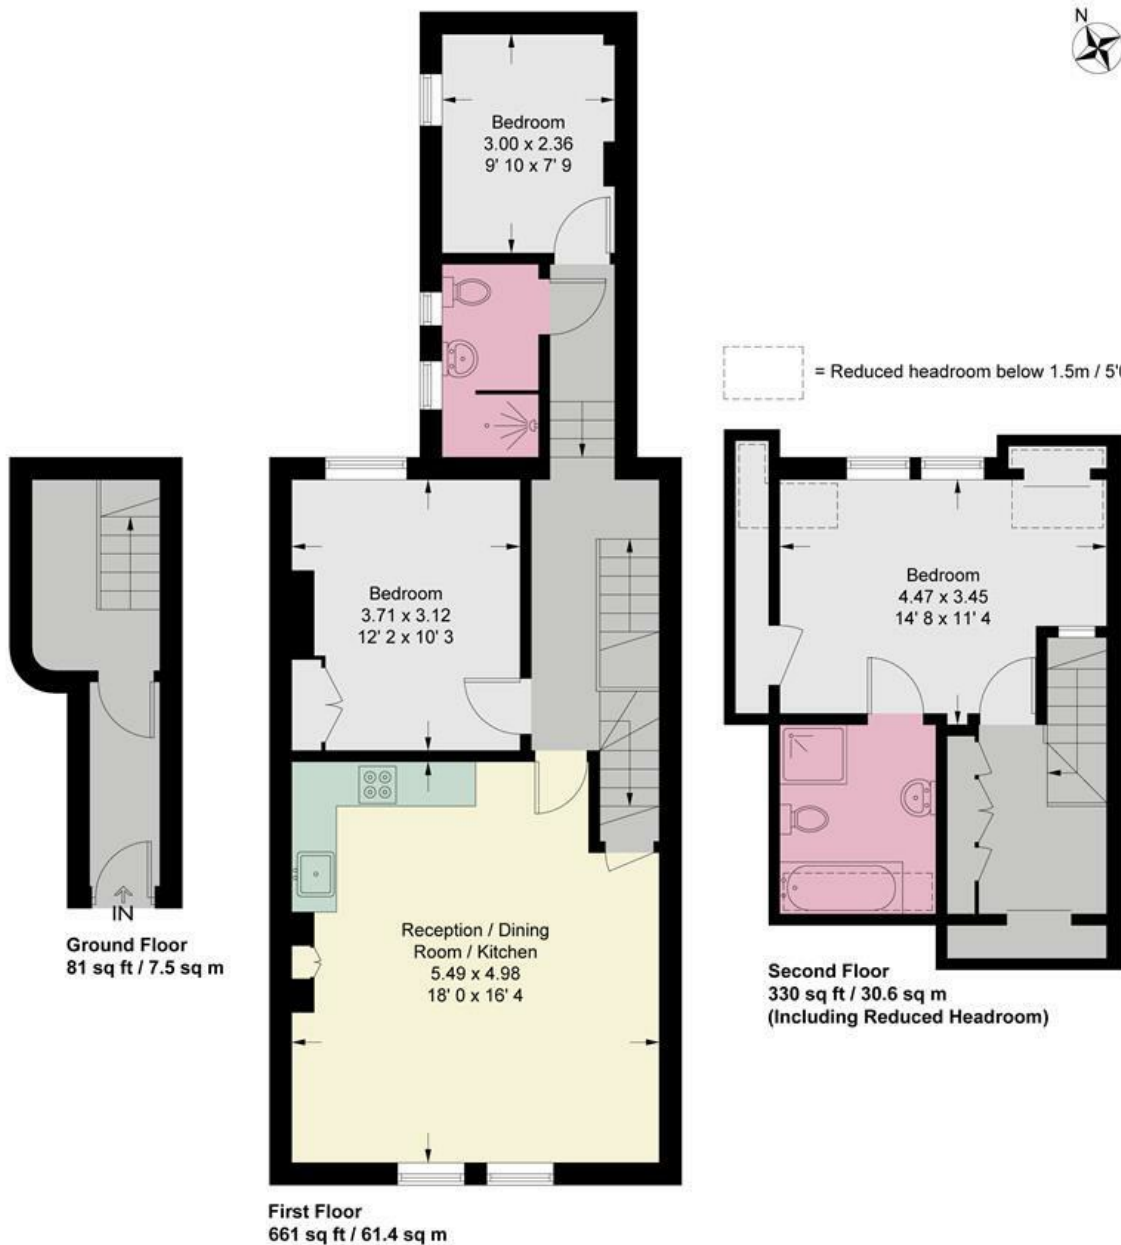 N
Bedroom
3.00 x 2.36
9' 10 x 7' 9
= Reduced headroom below 1.5m / 5'
Bedroom
3.71 x 3.12
12' 2 x 10' 3
Bedroom
4.47 x 3.45
14' 8 x 11' 4
IN
Ground Floor
81 sq ft / 7.5 sq m
Reception / Dining
Room / Kitchen
5.49 x 4.98
18' 0 x 16' 4
Second Floor
330 sq ft / 30.6 sq m
(Including Reduced Headroom)
First Floor
661 sq ft / 61.4 sq m